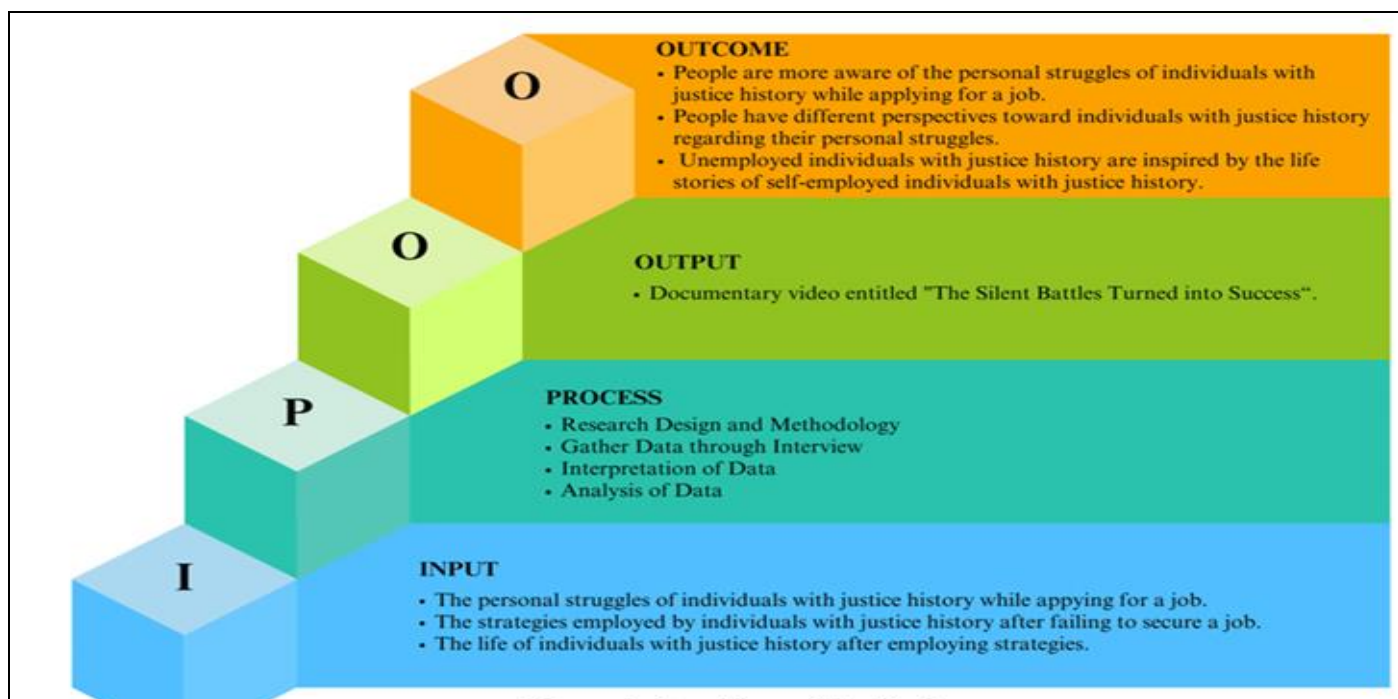 O
OUTCOME
• People are more aware of the personal struggles of individuals with
justice history while applying for a job.
• People have different perspectives toward individuals with justice history
regarding their personal struggles.
• Unemployed individuals with justice history are inspired by the life
stories of self-employed individuals with justice history.
O
OUTPUT
• Documentary video entitled "The Silent Battles Turned into Success“.
P
PROCESS
• Research Design and Methodology
• Gather Data through Interview
• Interpretation of Data
• Analysis of Data
I
INPUT
• The personal struggles of individuals with justice history while appying for a job.
• The strategies employed by individuals with justice history after failing to secure a job.
• The life of individuals with justice history after employing strategies.